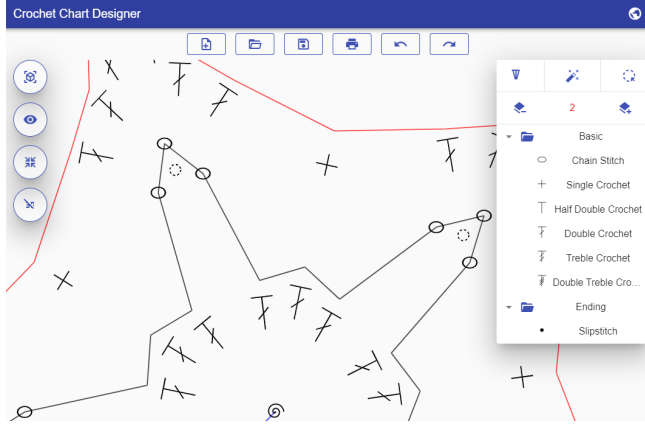 Crochet Chart Designer
2
Basic
Chain Stitch
Single Crochet
Half Double Crochet
Double Crochet
Treble Crochet
Double Treble Cro...
Ending
Slipstitch